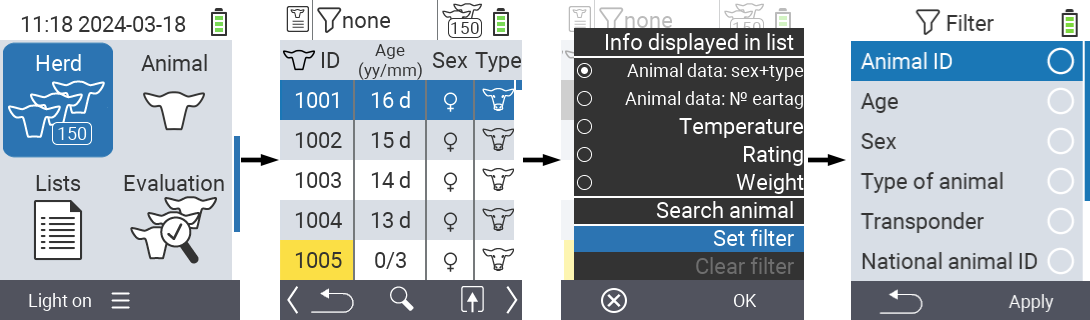 11:18 2024-03-18
Herd
Animal
150
Lists
Evaluation
Light on
none
150
ID
Age
(yy/mm)
Sex
Type
1001 16 d
1002 15 d
1003 14 d
1004 13 d
1005 0/3
none
150
Info displayed in list
Animal data: sex+type
Animal data: № eartag
Temperature
Rating
Weight
Search animal
Set filter
Clear filter
OK
Filter
Animal ID
Age
Sex
Type of animal
Transponder
National animal ID
Apply